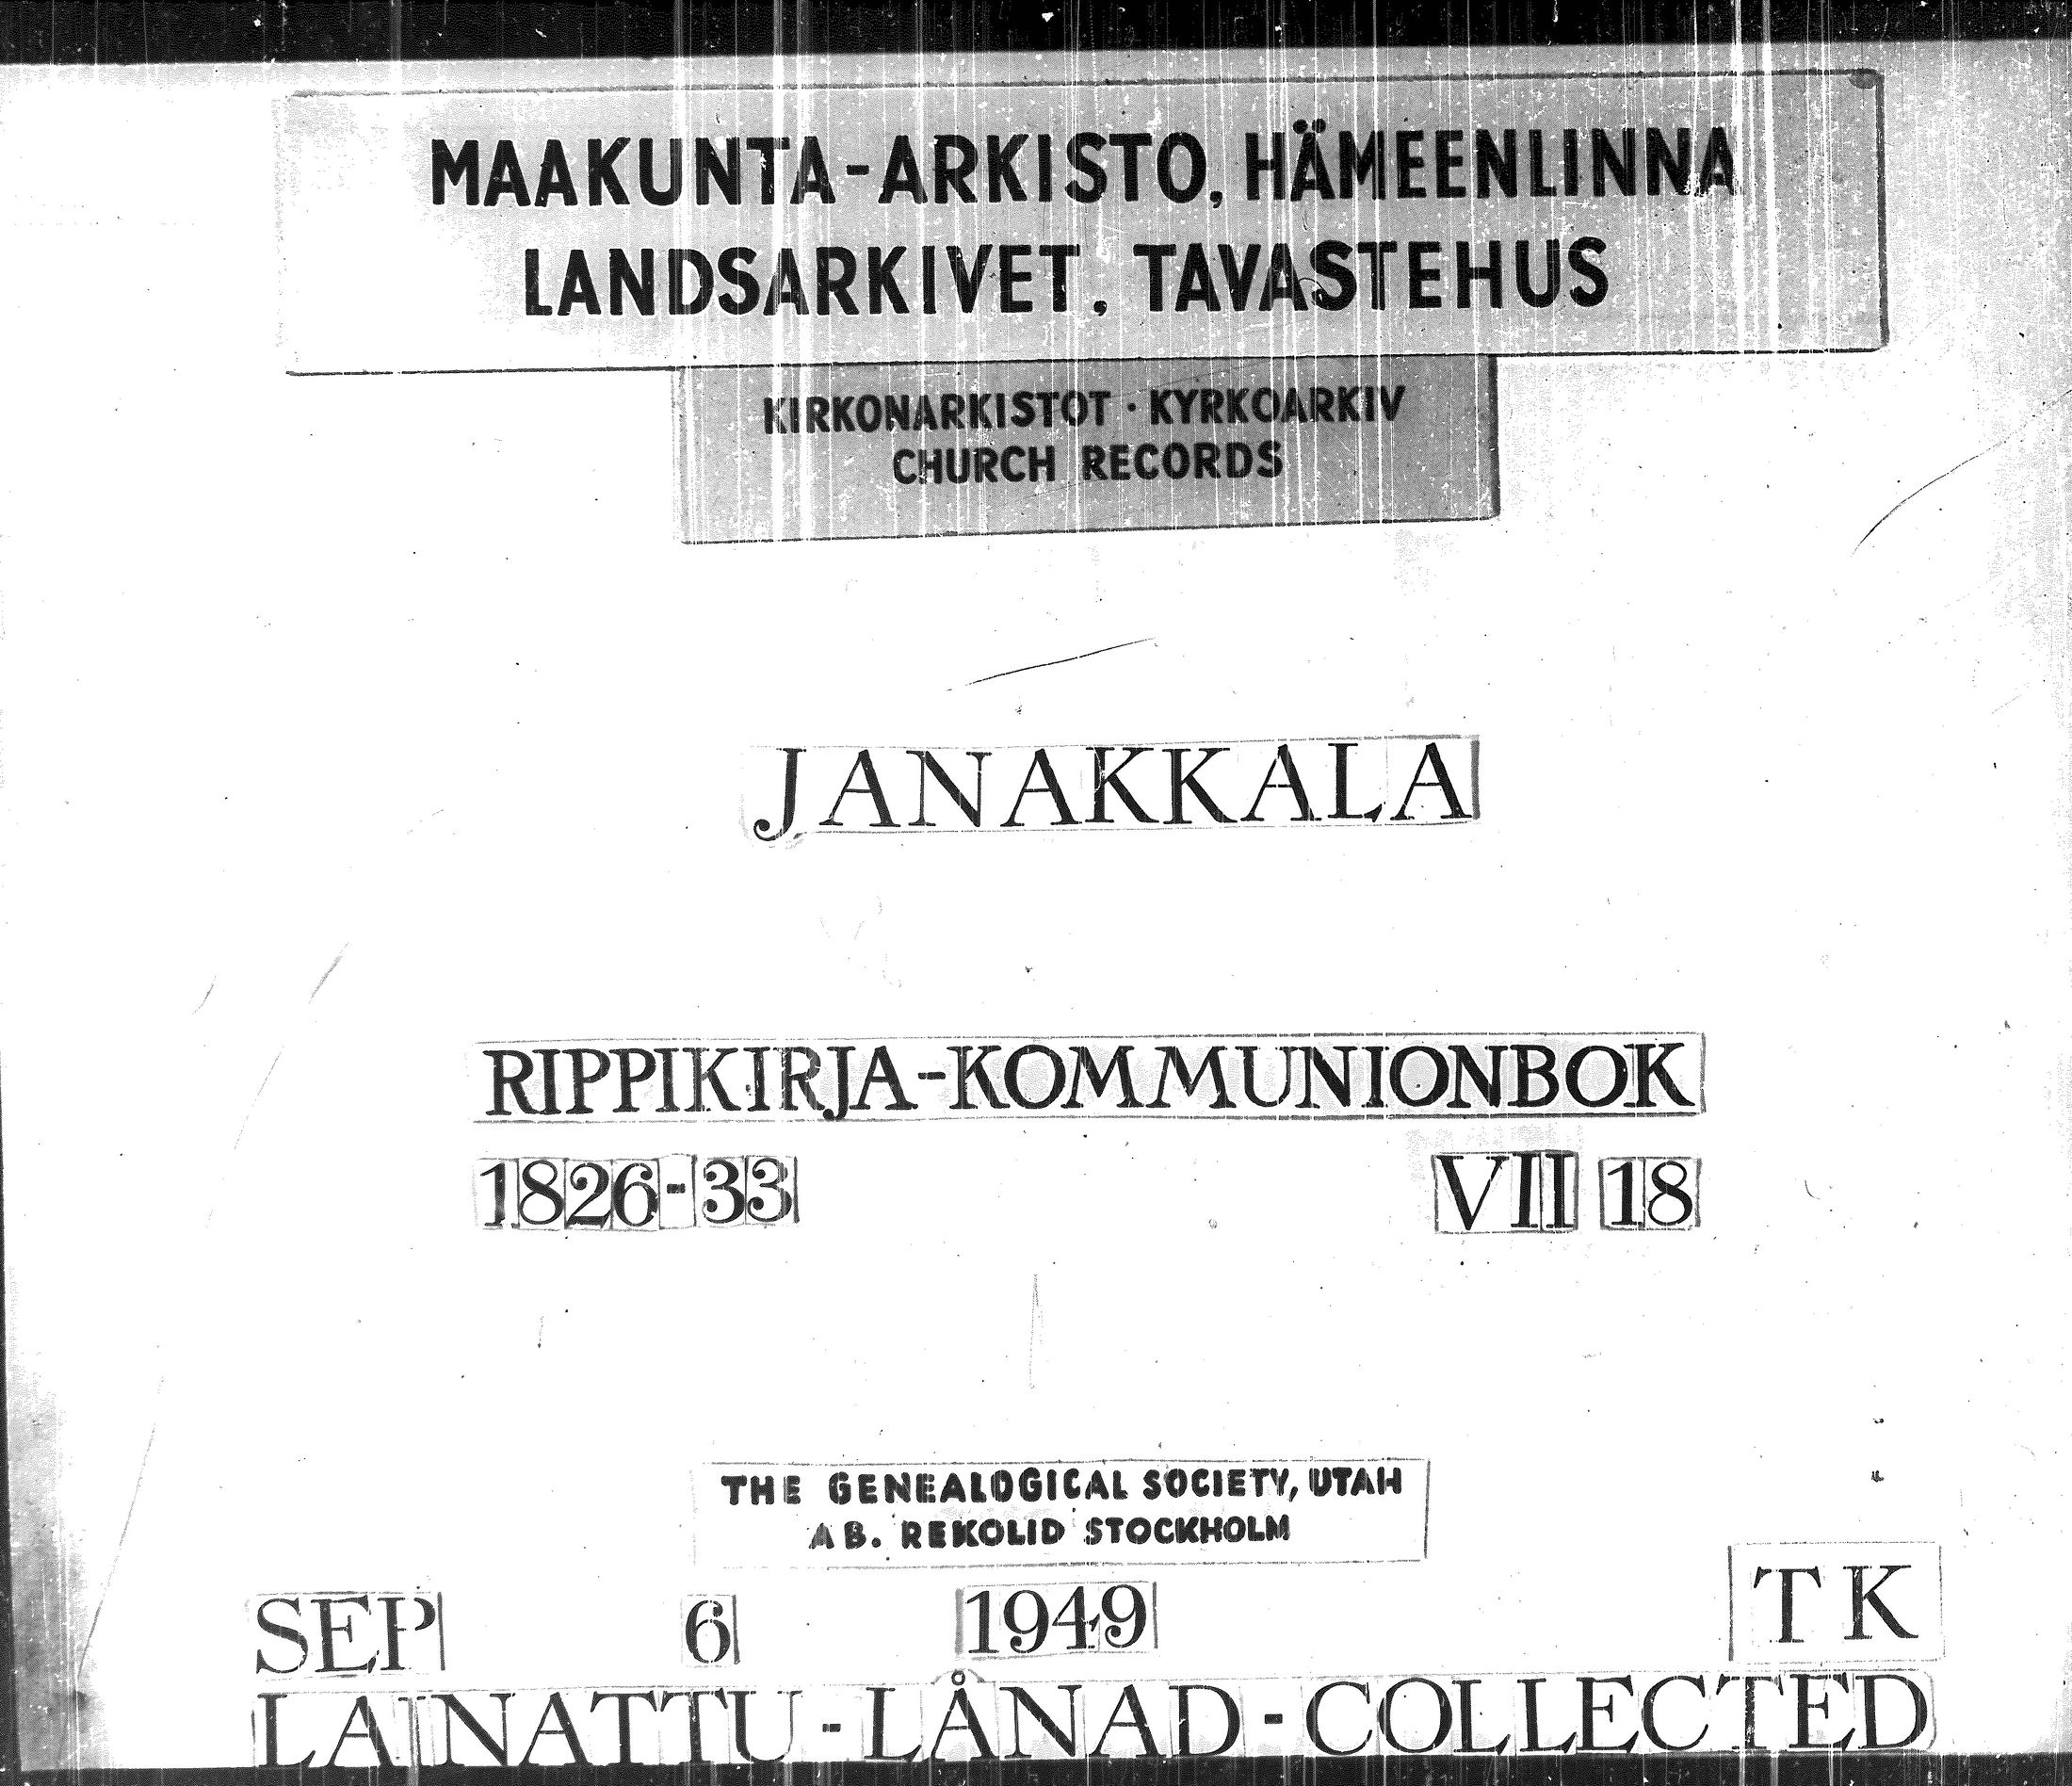 MAAKUNTA-ARKISTO, HÄMEENLINNA
LANDSARKIVET, TAVASTEHUS
KIRKONARKISTOT · KYRKOARKIV
CHURCH RECORDS
JANAKKALA
RIPPIKIRJA-KOMMUNIONBOK
1826-33 VII 18
THE GENEALOGICAL SOCIETY, UTAH
AB. REKOLID STOCKHOLM
SEP 6 1949 TK
LAINATTU-LÅNAD-COLLECTED